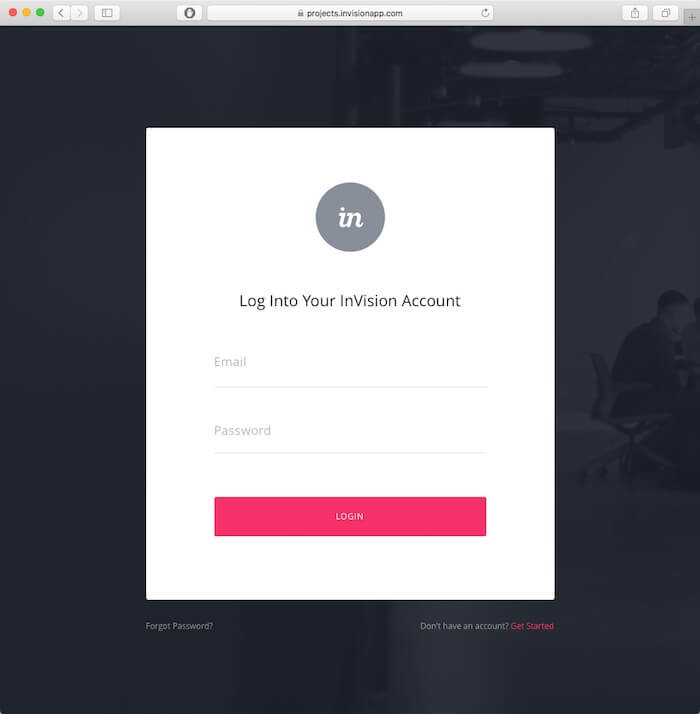 projects.invisionapp.com
in
Log Into Your InVision Account
Email
Password
LOGIN
Forgot Password?
Don't have an account? Get Started